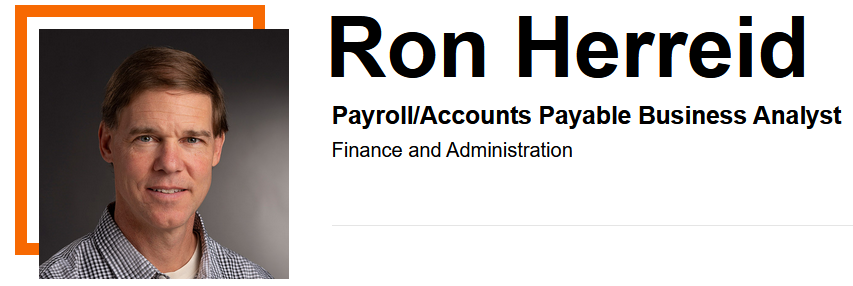 Ron Herreid
Payroll/Accounts Payable Business Analyst
Finance and Administration